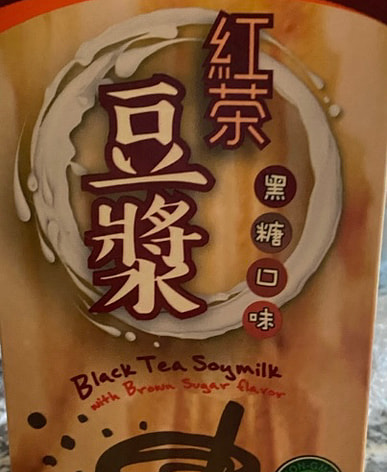 紅茶
豆漿
黑糖口味
Black Tea Soymilk
with Brown Sugar flavor